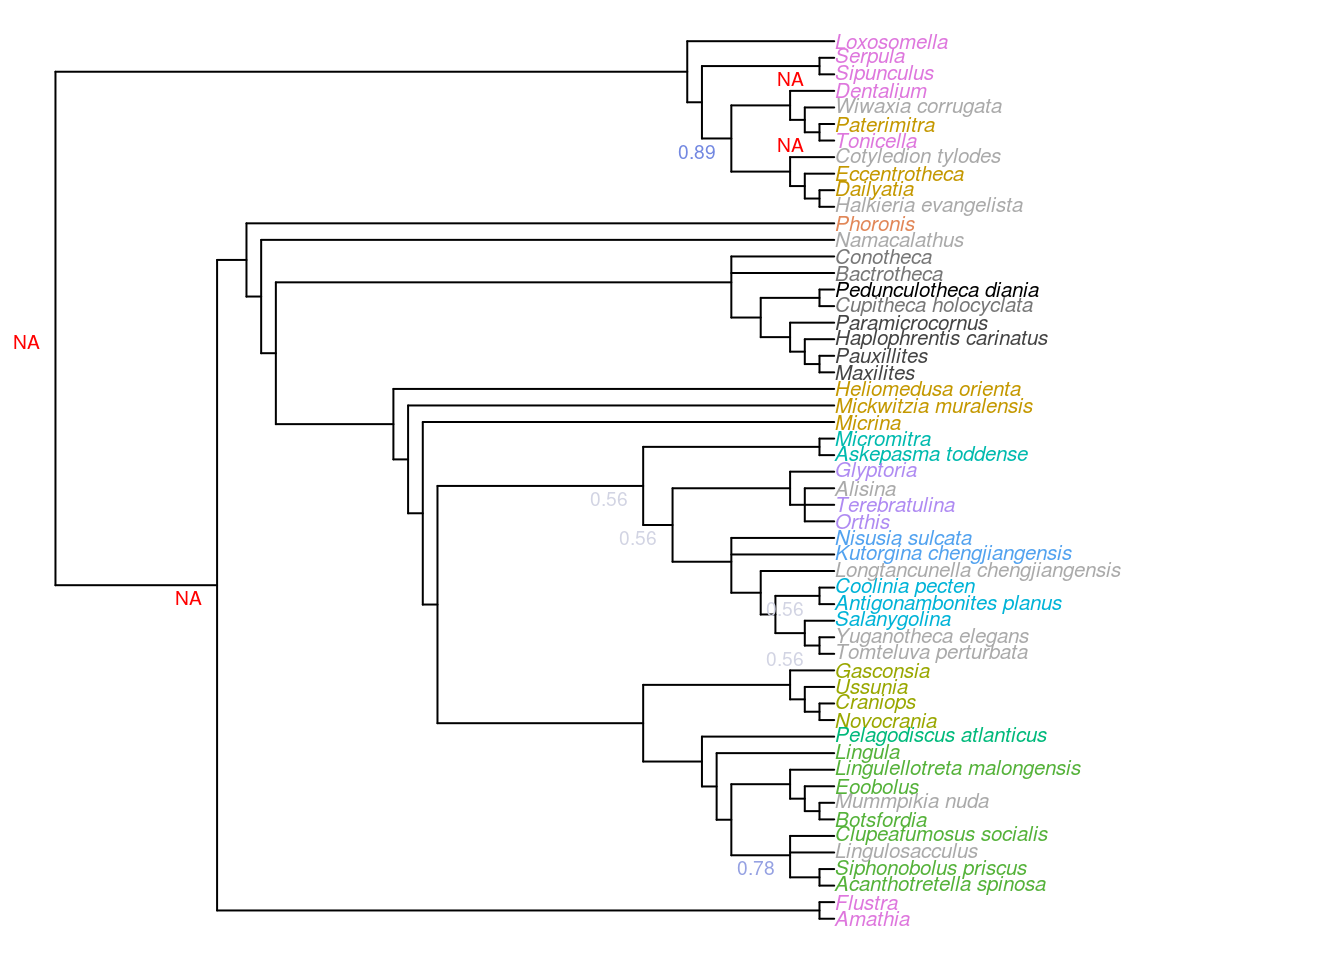 Loxosomella
Serpula
Sipunculus
NA
Dentalium
Wiwaxia corrugata
Paterimitra
Tonicella
NA
0.89
Cotyledion tylodes
Eccentrotheca
Dailyatia
Halkieria evangelista
Phoronis
Namacalathus
Conotheca
Bactrotheca
Pedunculotheca diania
Cupitheca holocyclata
Paramicrocornus
Haplophrentis carinatus
NA
Pauxillites
Maxilites
Heliomedusa orienta
Mickwitzia muralensis
Micrina
Micromitra
Askepasma toddense
Glyptoria
Alisina
0.56
Terebratulina
Orthis
Nisusia sulcata
0.56
Kutorgina chengjiangensis
Longtancunella chengjiangensis
Coolinia pecten
NA
Antigonambonites planus
0.56
Salanygolina
Yuganotheca elegans
Tomteluva perturbata
0.56
Gasconsia
Ussunia
Craniops
Novocrania
Pelagodiscus atlanticus
Lingula
Lingulellotreta malongensis
Eoobolus
Mummpikia nuda
Botsfordia
Clupeafumosus socialis
Lingulosacculus
0.78
Siphonobolus priscus
Acanthotretella spinosa
Flustra
Amathia